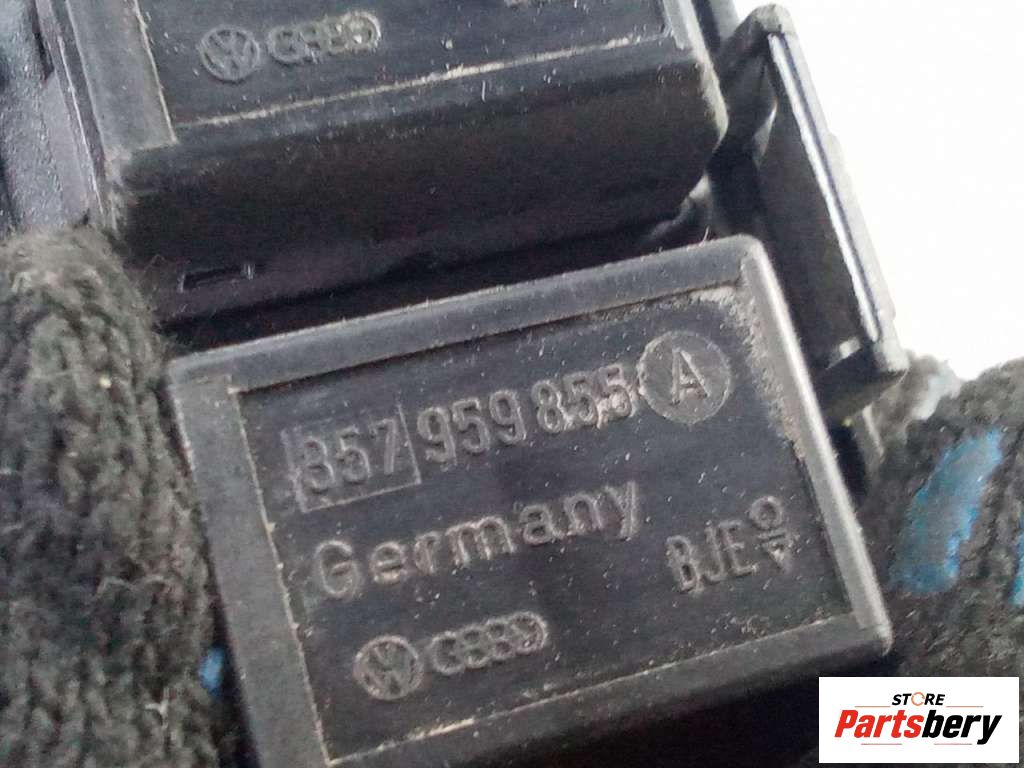 357 959 855 A
Germany
BJE
STORE
Partsbery